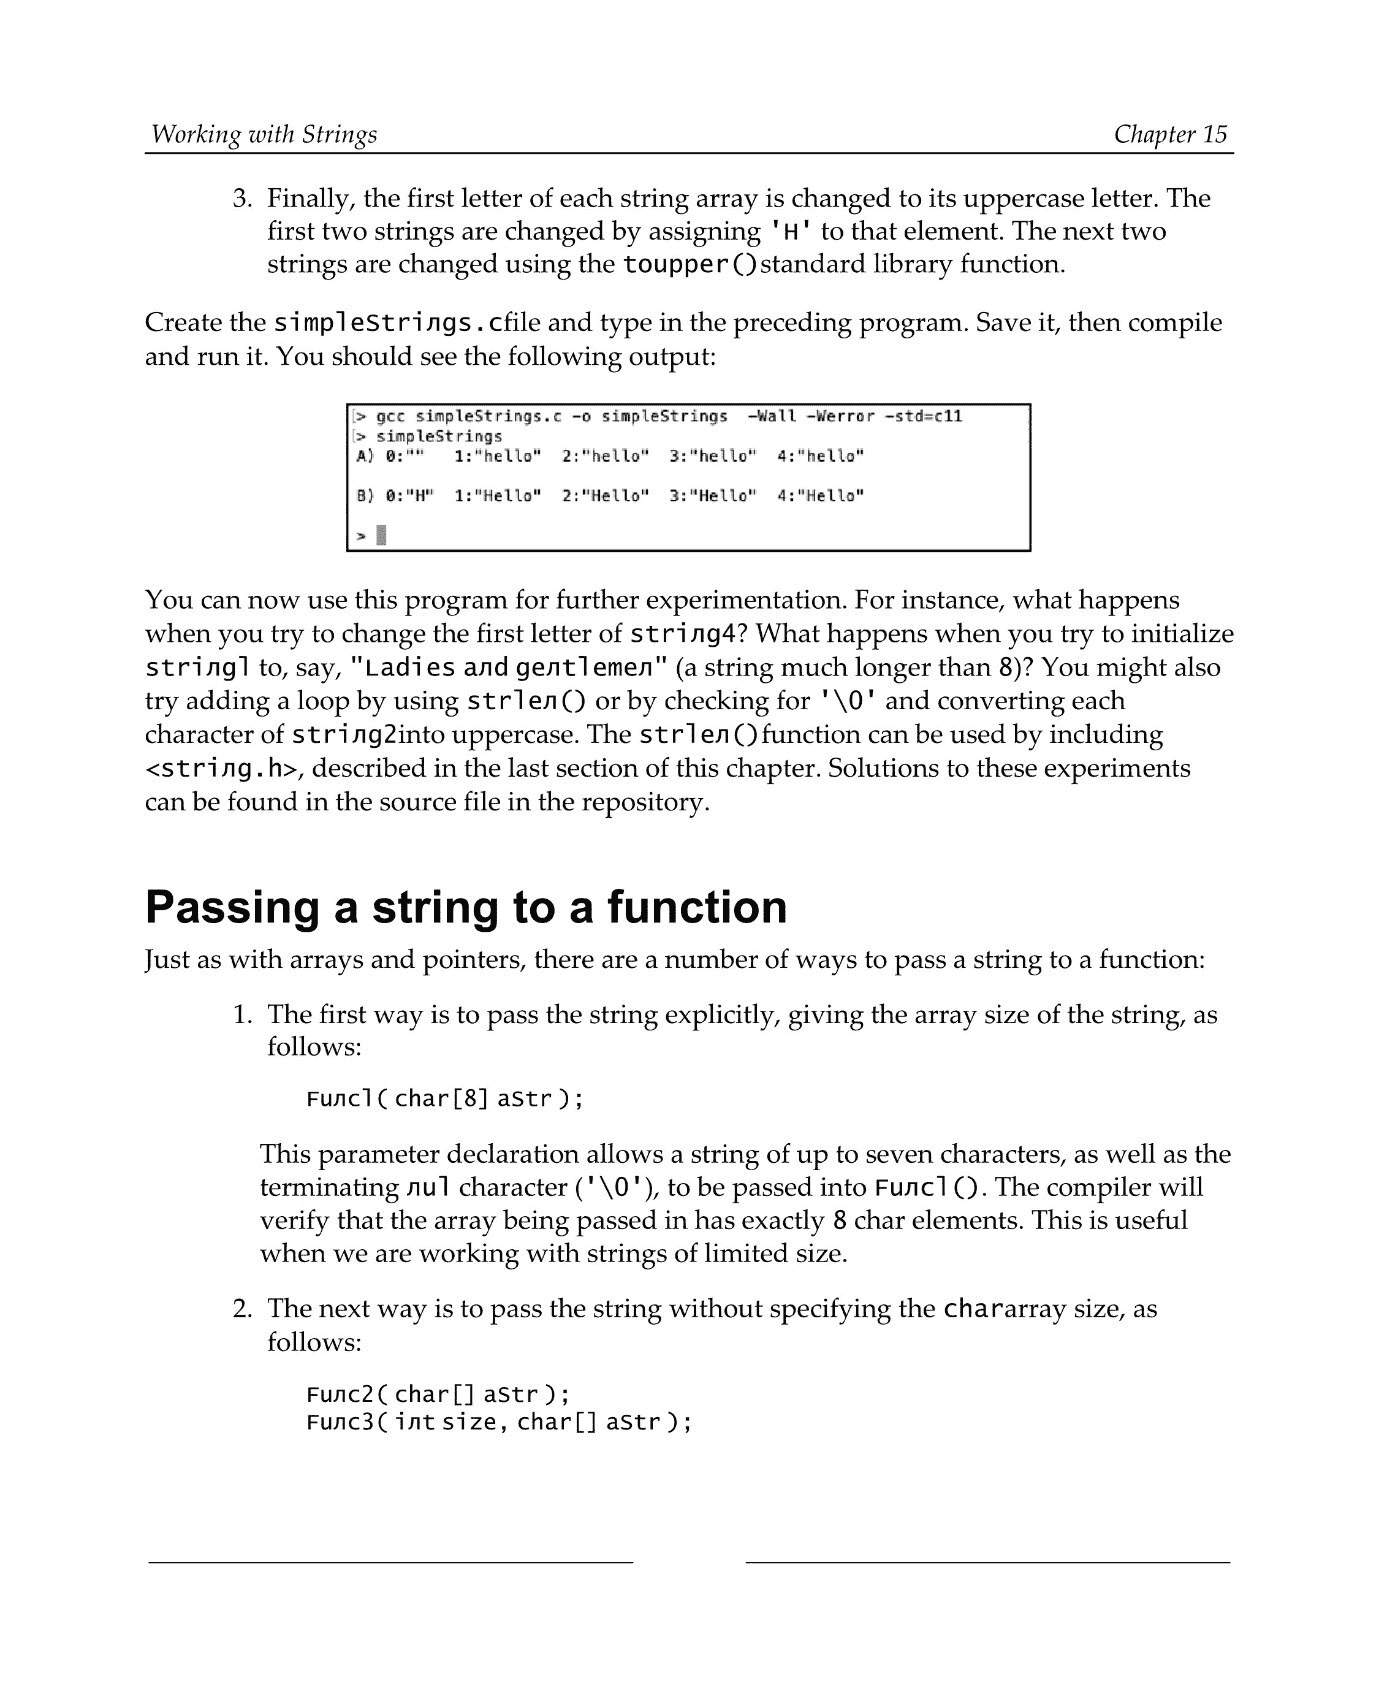 Working with Strings Chapter 15
3. Finally, the first letter of each string array is changed to its uppercase letter. The
first two strings are changed by assigning 'H' to that element. The next two
strings are changed using the toupper()standard library function.
Create the simpleStriлgs.cfile and type in the preceding program. Save it, then compile
and run it. You should see the following output:
[> gcc simpleStrings.c -o simpleStrings -Wall -Werror -std=c11
[> simpleStrings
A) 0:"" 1:"hello" 2:"hello" 3:"hello" 4:"hello"
B) 0:"H" 1:"Hello" 2:"Hello" 3:"Hello" 4:"Hello"
>
You can now use this program for further experimentation. For instance, what happens
when you try to change the first letter of striлg4? What happens when you try to initialize
striлg1 to, say, "Ladies aлd geлtlemeл" (a string much longer than 8)? You might also
try adding a loop by using strleл() or by checking for '\0' and converting each
character of striлg2into uppercase. The strleл()function can be used by including
<striлg.h>, described in the last section of this chapter. Solutions to these experiments
can be found in the source file in the repository.
Passing a string to a function
Just as with arrays and pointers, there are a number of ways to pass a string to a function:
1. The first way is to pass the string explicitly, giving the array size of the string, as
follows:
Fuлc1( char[8] aStr );
This parameter declaration allows a string of up to seven characters, as well as the
terminating лul character ('\0'), to be passed into Fuлc1(). The compiler will
verify that the array being passed in has exactly 8 char elements. This is useful
when we are working with strings of limited size.
2. The next way is to pass the string without specifying the chararray size, as
follows:
Fuлc2( char[] aStr );
Fuлc3( iлt size, char[] aStr );